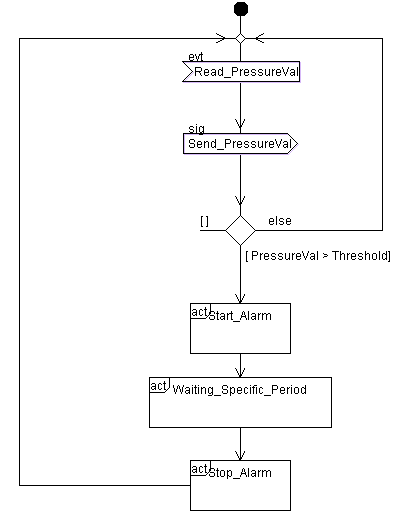 evt
Read_PressureVal
sig
Send_PressureVal
[ ] else
[ PressureVal > Threshold]
act Start_Alarm
act Waiting_Specific_Period
act Stop_Alarm